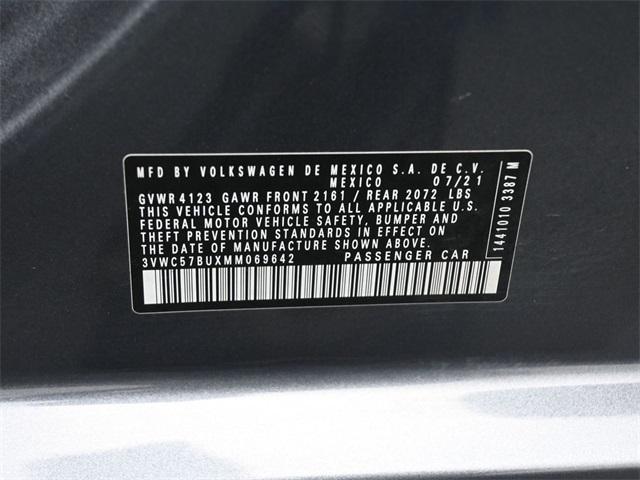 MFD BY VOLKSWAGEN DE MEXICO S.A. DE C.V.
MEXICO 07/21
GVWR 4123 GAWR FRONT 2161 / REAR 2072 LBS
THIS VEHICLE CONFORMS TO ALL APPLICABLE U.S.
FEDERAL MOTOR VEHICLE SAFETY, BUMPER AND
THEFT PREVENTION STANDARDS IN EFFECT ON
THE DATE OF MANUFACTURE SHOWN ABOVE.
3VWC57BUXMM069642 PASSENGER CAR
1441010 3387 M